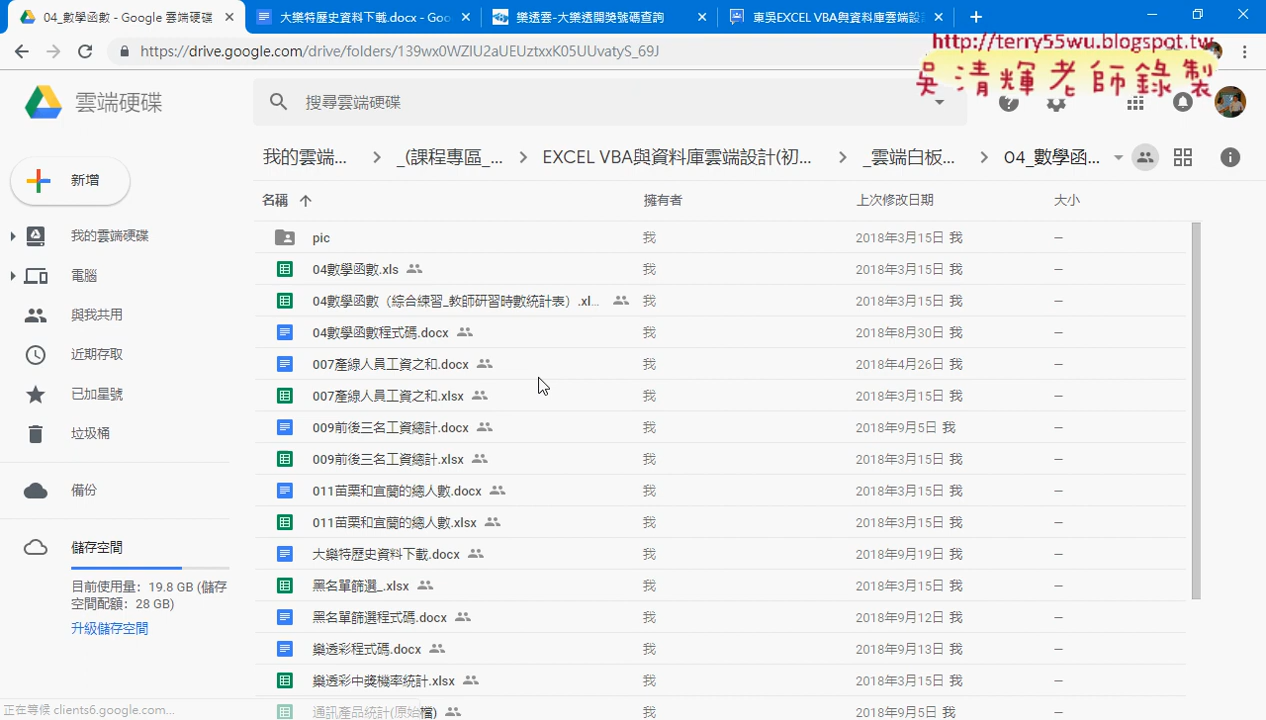 04_數學函數 - Google 雲端硬碟
大樂特歷史資料下載.docx - Goo
樂透雲-大樂透開獎號碼查詢
東吳EXCEL VBA與資料庫雲端設
https://drive.google.com/drive/folders/139wx0WZIU2aUEUztxxK05UUvatyS_69J
http://terry55wu.blogspot.tw
吳清輝老師錄製
雲端硬碟
搜尋雲端硬碟
新增
我的雲端... > _(課程專區_... > EXCEL VBA與資料庫雲端設計(初... > _雲端白板... > 04_數學函...
名稱 擁有者 上次修改日期 大小
我的雲端硬碟
電腦
與我共用
近期存取
已加星號
垃圾桶
備份
儲存空間
目前使用量：19.8 GB (儲存
空間配額：28 GB)
升級儲存空間
pic 我 2018年3月15日 我 —
04數學函數.xls 我 2018年3月15日 我 —
04數學函數（綜合練習_教師研習時數統計表）.xl... 我 2018年3月15日 我 —
04數學函數程式碼.docx 我 2018年8月30日 我 —
007產線人員工資之和.docx 我 2018年4月26日 我 —
007產線人員工資之和.xlsx 我 2018年3月15日 我 —
009前後三名工資總計.docx 我 2018年9月5日 我 —
009前後三名工資總計.xlsx 我 2018年3月15日 我 —
011苗栗和宜蘭的總人數.docx 我 2018年3月15日 我 —
011苗栗和宜蘭的總人數.xlsx 我 2018年3月15日 我 —
大樂特歷史資料下載.docx 我 2018年9月19日 我 —
黑名單篩選_.xlsx 我 2018年3月15日 我 —
黑名單篩選程式碼.docx 我 2018年9月12日 我 —
樂透彩程式碼.docx 我 2018年9月13日 我 —
樂透彩中獎機率統計.xlsx 我 2018年3月15日 我 —
通訊產品統計(原始檔) 我 2018年9月5日 我 —
正在等候 clients6.google.com...